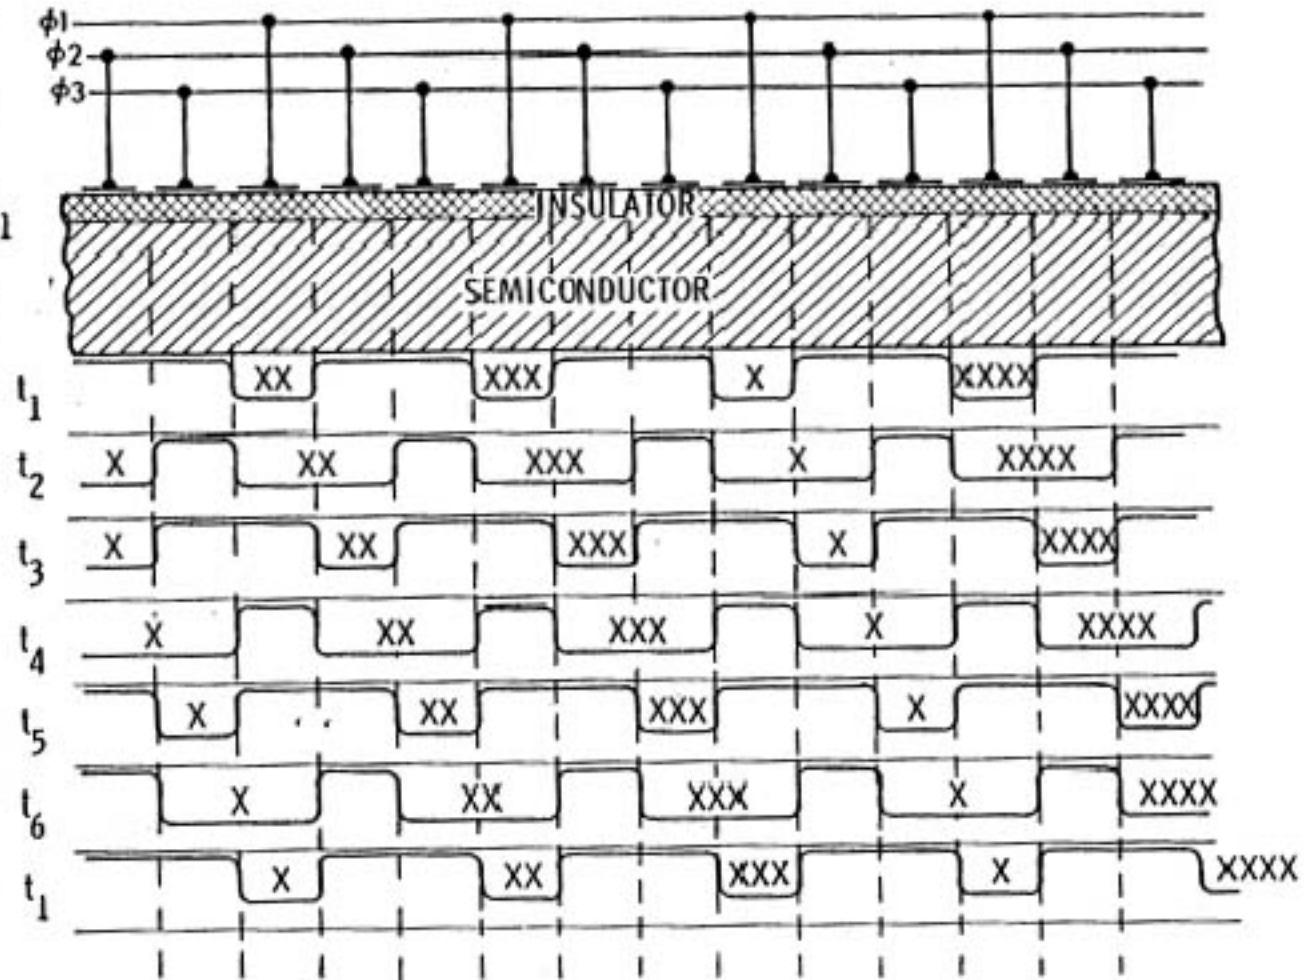 ϕ1
ϕ2
ϕ3
INSULATOR
1
SEMICONDUCTOR
t1 XX XXX X XXXX
t2 X XX XXX X XXXX
t3 X XX XXX X XXXX
t4 X XX XXX X XXXX
t5 X XX XXX X XXXX
t6 X XX XXX X XXXX
t1 X XX XXX X XXXX